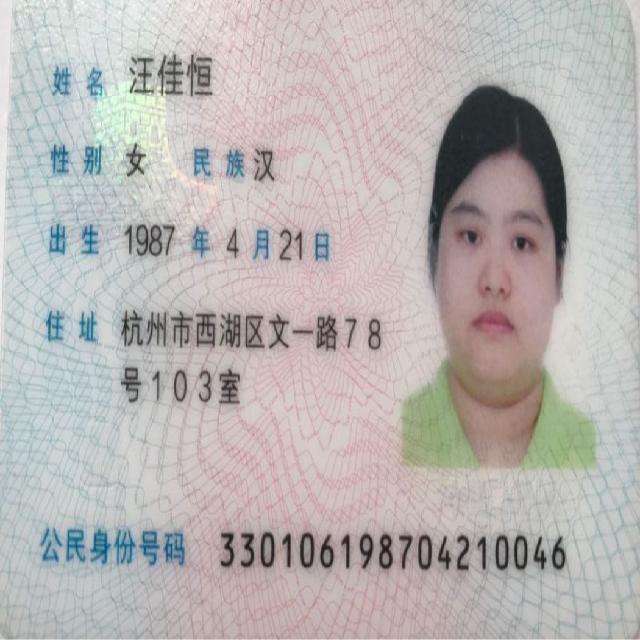 姓名 汪佳恒
性别 女 民族 汉
出生 1987 年 4 月 21 日
住址 杭州市西湖区文一路78
号103室
公民身份号码 330106198704210046